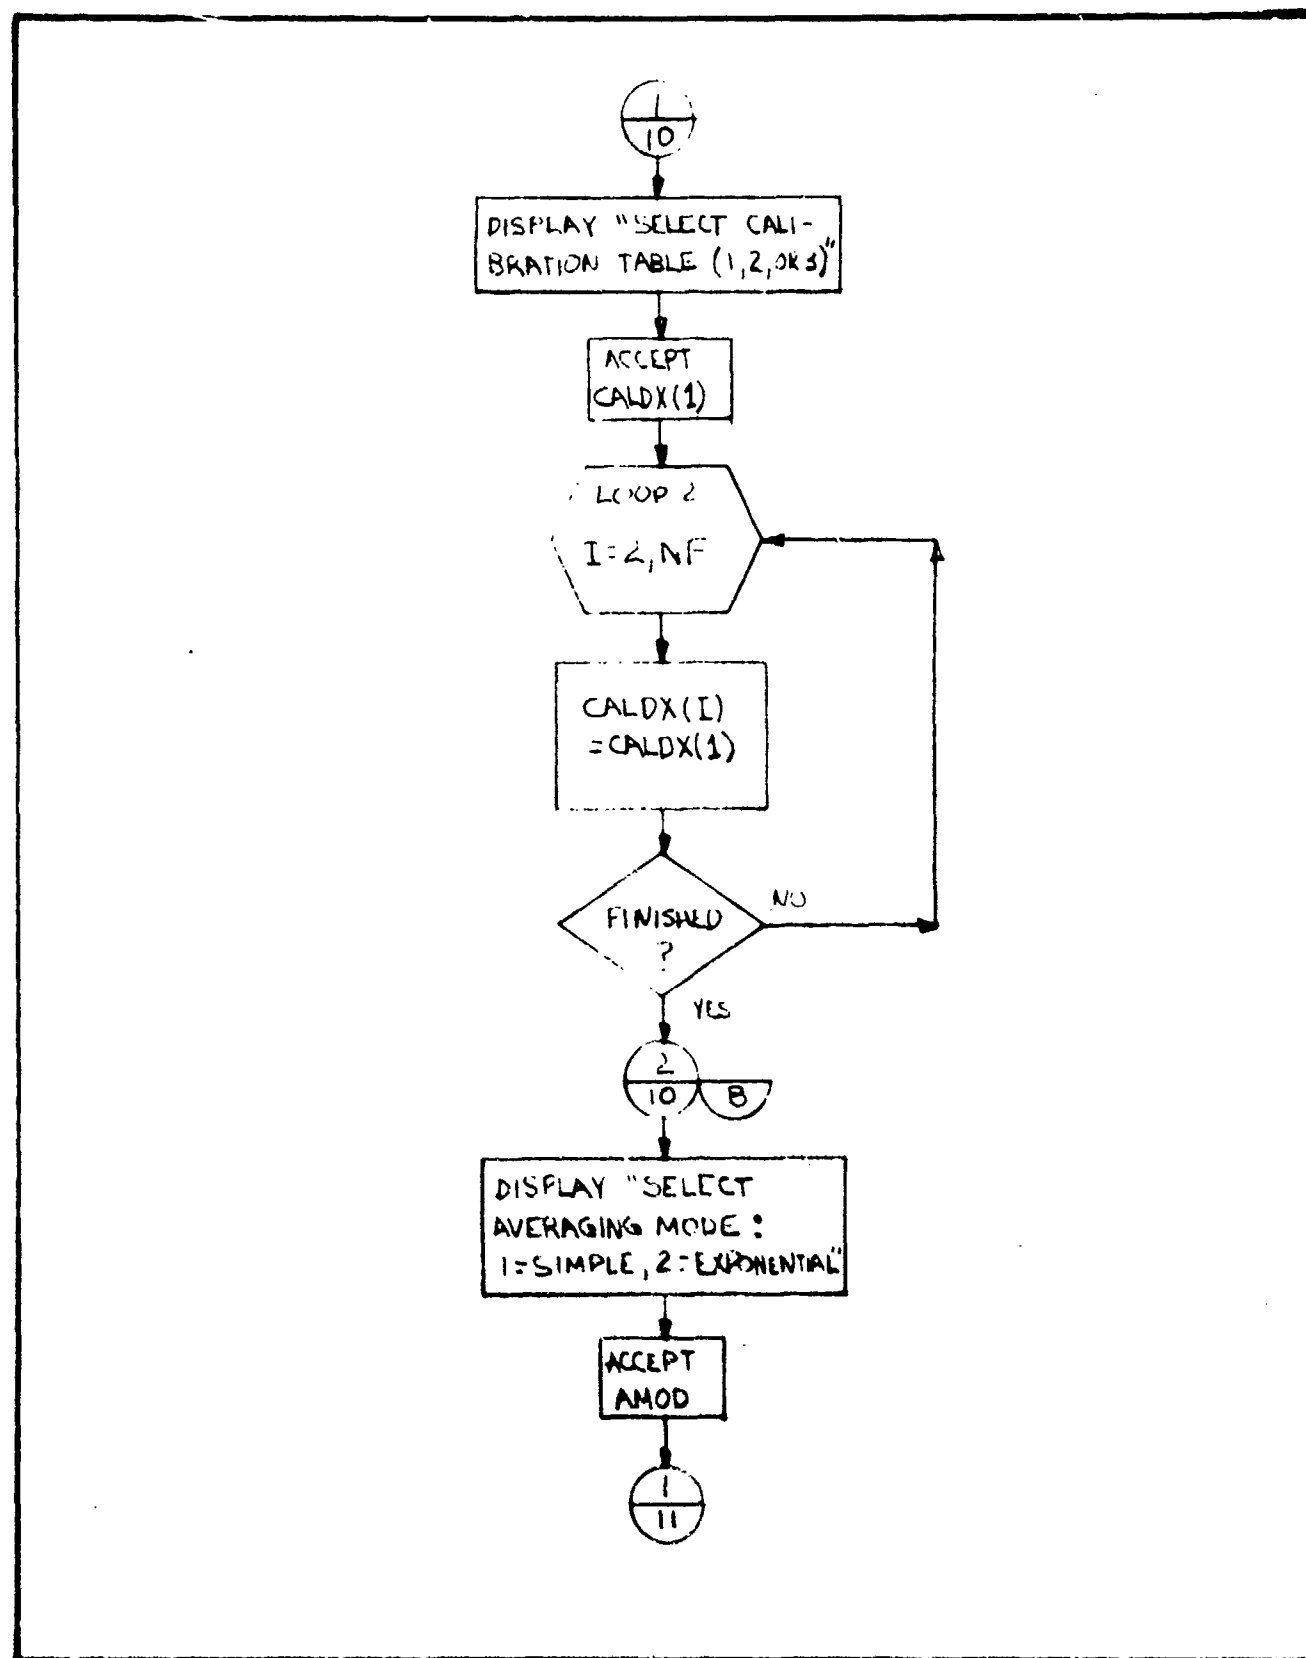 1
10
DISPLAY "SELECT CALI-
BRATION TABLE (1,2,OR 3)"
ACCEPT
CALDX(1)
LOOP 2
I=2,NF
CALDX(I)
=CALDX(1)
FINISHED
?
NO
YES
2
10
B
DISPLAY "SELECT
AVERAGING MODE:
1=SIMPLE, 2=EXPONENTIAL"
ACCEPT
AMOD
1
11